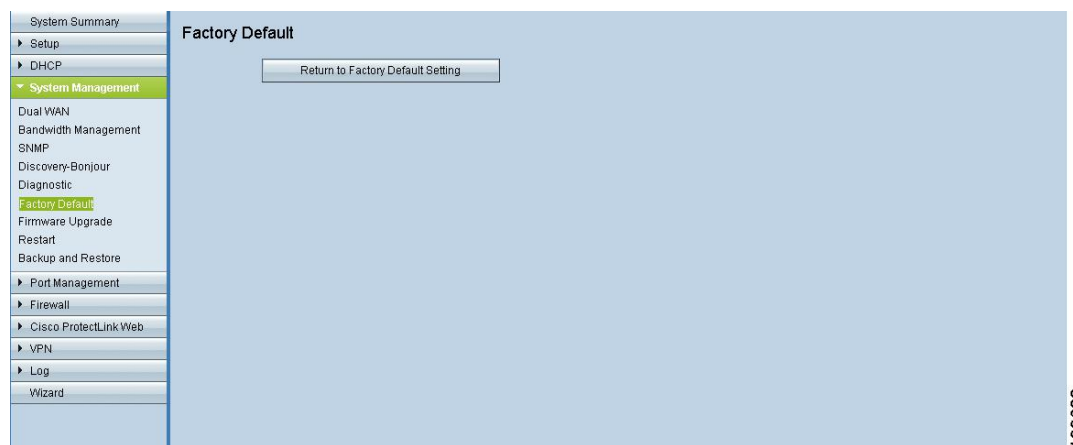 System Summary
Setup
DHCP
System Management
Dual WAN
Bandwidth Management
SNMP
Discovery-Bonjour
Diagnostic
Factory Default
Firmware Upgrade
Restart
Backup and Restore
Port Management
Firewall
Cisco ProtectLink Web
VPN
Log
Wizard
Factory Default
Return to Factory Default Setting